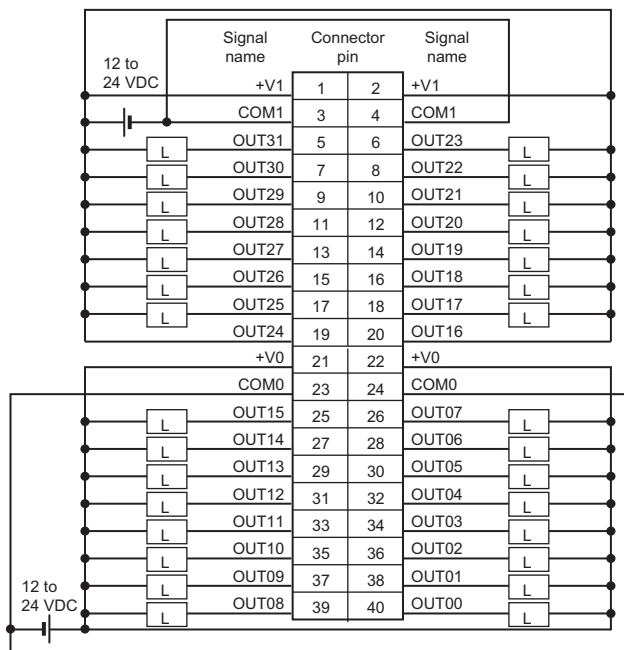 Signal name Connector pin Signal name
12 to 24 VDC
+V1 1 2 +V1
COM1 3 4 COM1
L OUT31 5 6 OUT23 L
L OUT30 7 8 OUT22 L
L OUT29 9 10 OUT21 L
L OUT28 11 12 OUT20 L
L OUT27 13 14 OUT19 L
L OUT26 15 16 OUT18 L
L OUT25 17 18 OUT17 L
OUT24 19 20 OUT16
+V0 21 22 +V0
COM0 23 24 COM0
L OUT15 25 26 OUT07 L
L OUT14 27 28 OUT06 L
L OUT13 29 30 OUT05 L
L OUT12 31 32 OUT04 L
L OUT11 33 34 OUT03 L
L OUT10 35 36 OUT02 L
L OUT09 37 38 OUT01 L
12 to 24 VDC
L OUT08 39 40 OUT00 L